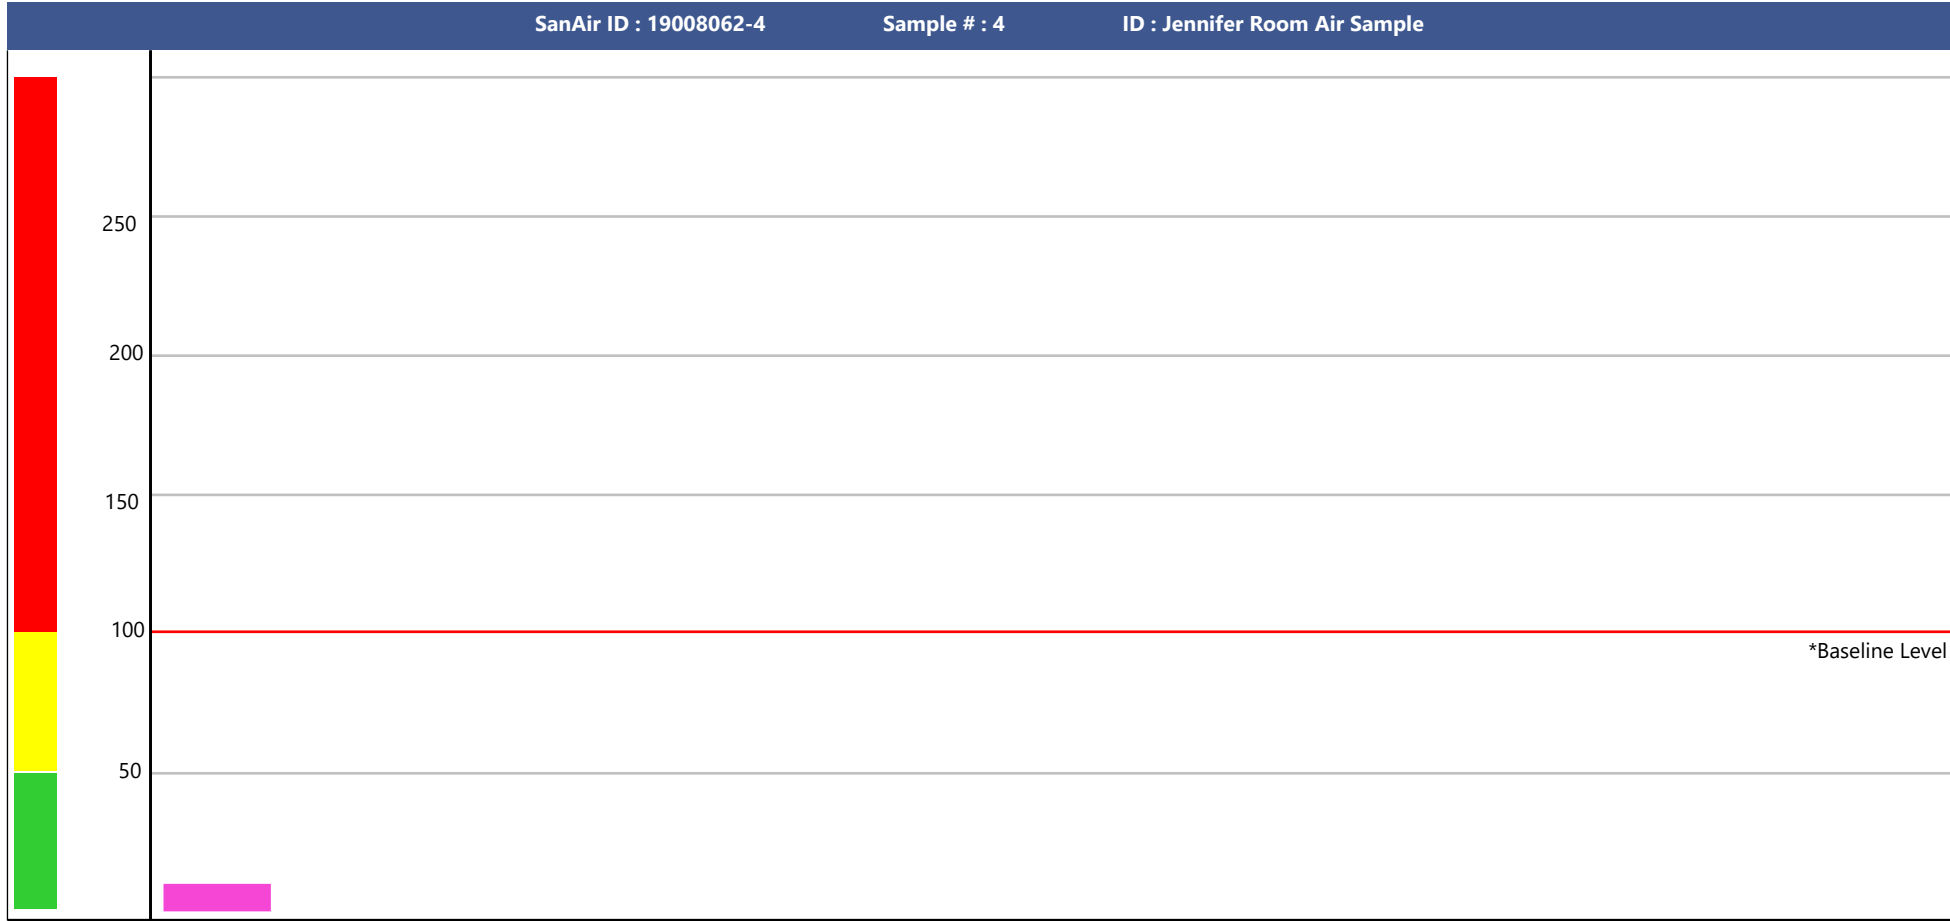 SanAir ID : 19008062-4 Sample # : 4 ID : Jennifer Room Air Sample
250
200
150
100
*Baseline Level
50